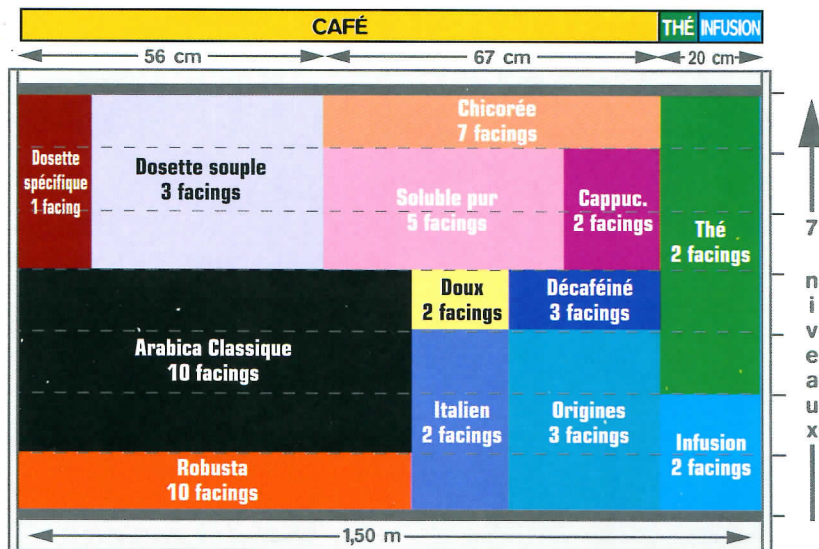 CAFÉ
THÉ
INFUSION
56 cm
67 cm
20 cm
Dosette
spécifique
1 facing
Dosette souple
3 facings
Chicorée
7 facings
Soluble pur
5 facings
Cappuc.
2 facings
Thé
2 facings
Arabica Classique
10 facings
Doux
2 facings
Décaféiné
3 facings
Italien
2 facings
Origines
3 facings
Infusion
2 facings
Robusta
10 facings
7 niveaux
1,50 m